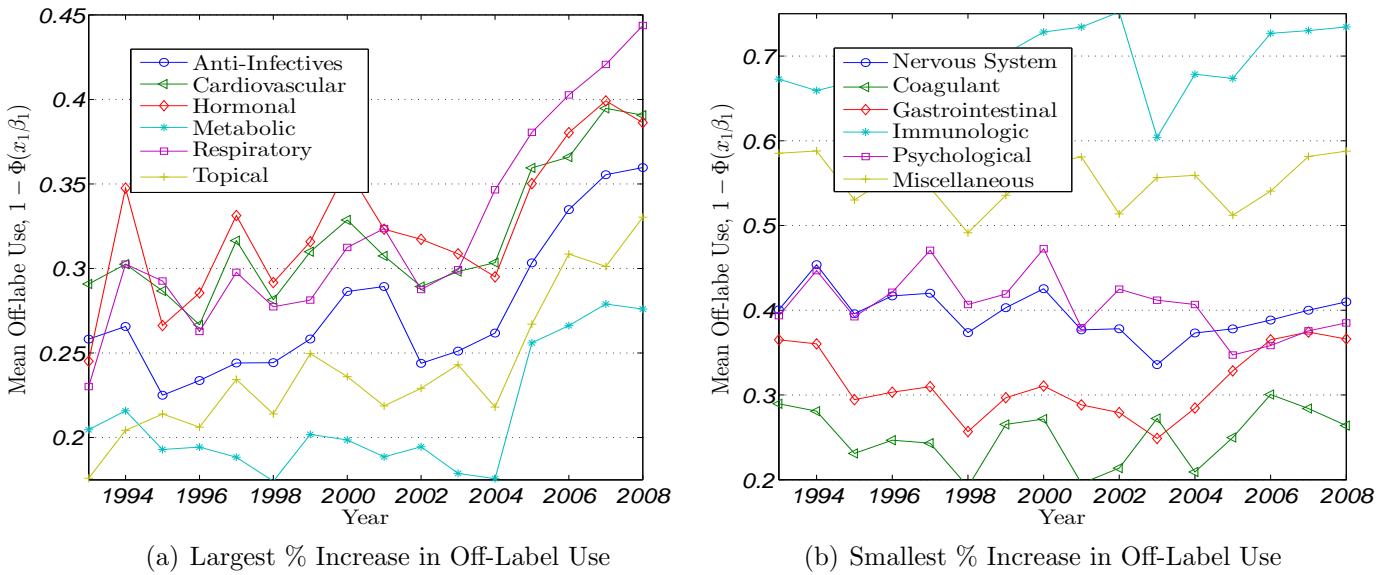 0.45
0.4
0.35
0.3
0.25
0.2
Mean Off-labe Use, 1 − Φ(x₁β₁)
Anti-Infectives
Cardiovascular
Hormonal
Metabolic
Respiratory
Topical
1994 1996 1998 2000 2002 2004 2006 2008
Year
(a) Largest % Increase in Off-Label Use
0.7
0.6
0.5
0.4
0.3
0.2
Mean Off-labe Use, 1 − Φ(x₁β₁)
Nervous System
Coagulant
Gastrointestinal
Immunologic
Psychological
Miscellaneous
1994 1996 1998 2000 2002 2004 2006 2008
Year
(b) Smallest % Increase in Off-Label Use